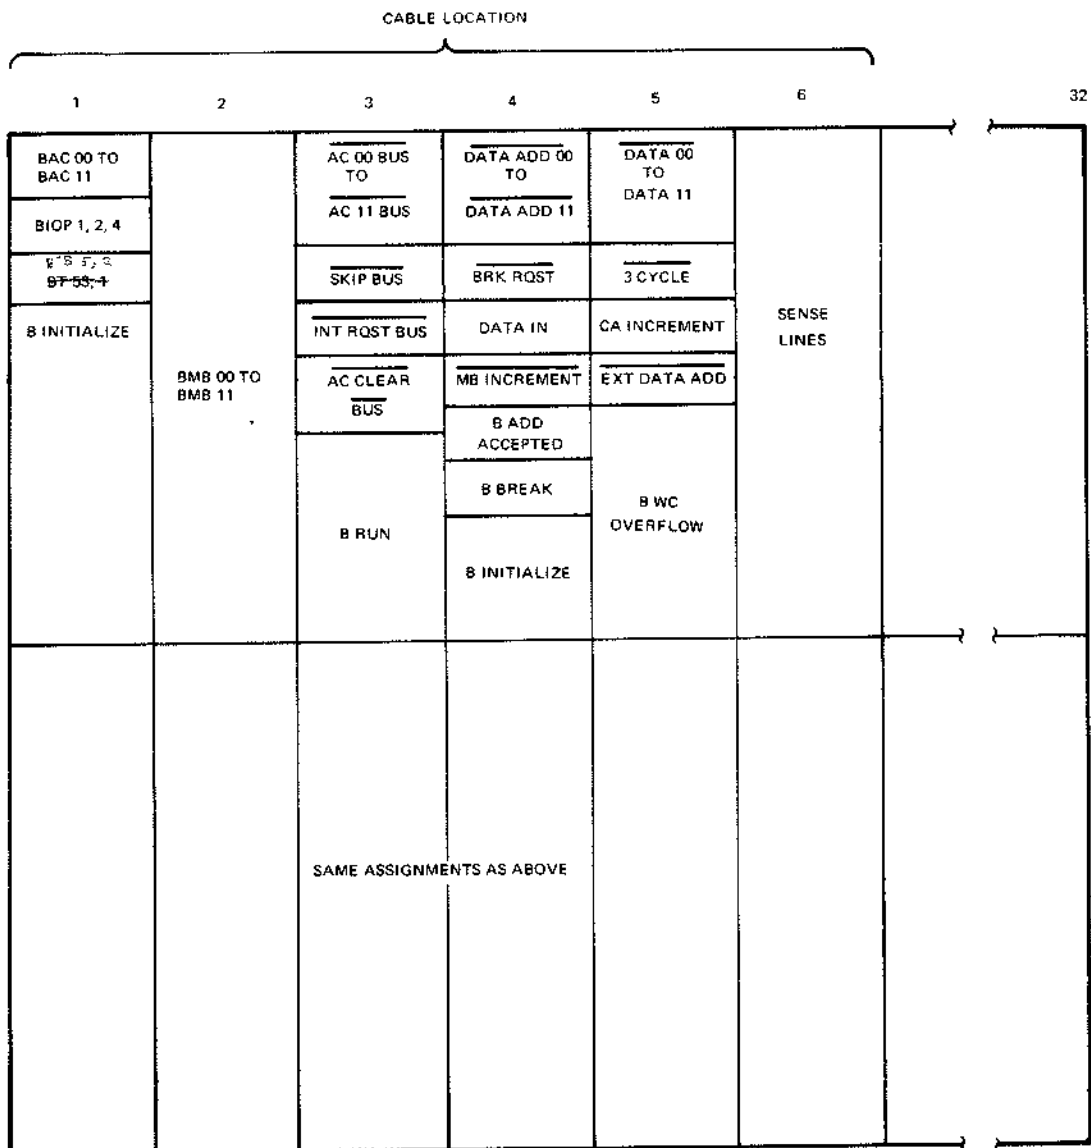 CABLE LOCATION
1 2 3 4 5 6 32
BAC 00 TO
BAC 11
BIOP 1, 2, 4
B INITIALIZE
BMB 00 TO
BMB 11
AC 00 BUS
TO
AC 11 BUS
SKIP BUS
INT RQST BUS
AC CLEAR
BUS
B RUN
DATA ADD 00
TO
DATA ADD 11
BRK RQST
DATA IN
MB INCREMENT
B ADD
ACCEPTED
B BREAK
B INITIALIZE
DATA 00
TO
DATA 11
3 CYCLE
CA INCREMENT
EXT DATA ADD
B WC
OVERFLOW
SENSE
LINES
SAME ASSIGNMENTS AS ABOVE